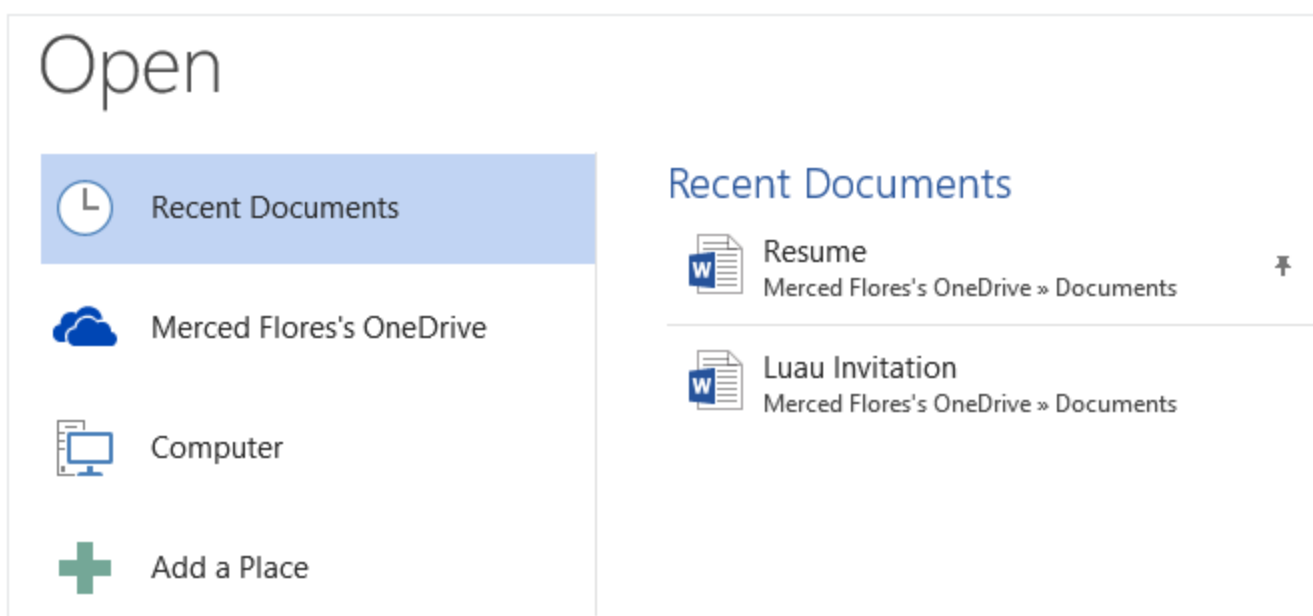 Open
Recent Documents
Merced Flores's OneDrive
Computer
Add a Place
Recent Documents
W
Resume
Merced Flores's OneDrive » Documents
W
Luau Invitation
Merced Flores's OneDrive » Documents